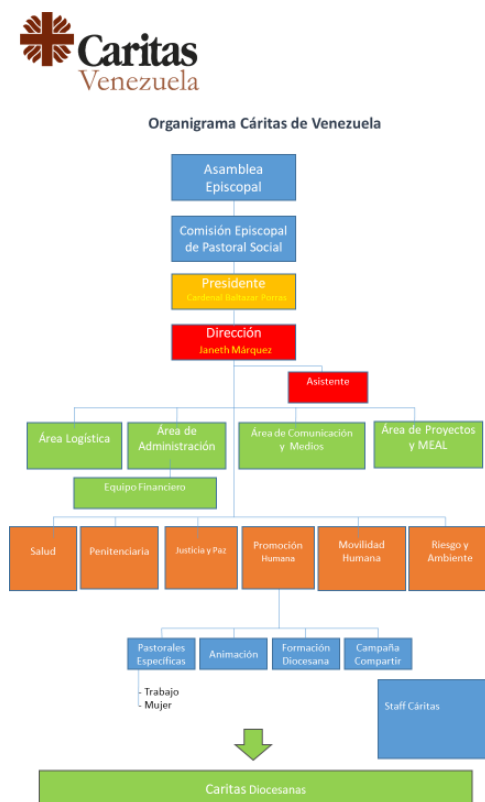 Caritas
Venezuela
Organigrama Cáritas de Venezuela
Asamblea
Episcopal
Comisión Episcopal
de Pastoral Social
Presidente
Cardenal Baltazar Porras
Dirección
Janeth Márquez
Asistente
Área Logística
Área de
Administración
Área de Comunicación
y Medios
Área de Proyectos
y MEAL
Equipo Financiero
Salud
Penitenciaria
Justicia y Paz
Promoción
Humana
Movilidad
Humana
Riesgo y
Ambiente
Pastorales
Específicas
Animación
Formación
Diocesana
Campaña
Compartir
- Trabajo
- Mujer
Staff Cáritas
Caritas Diocesanas